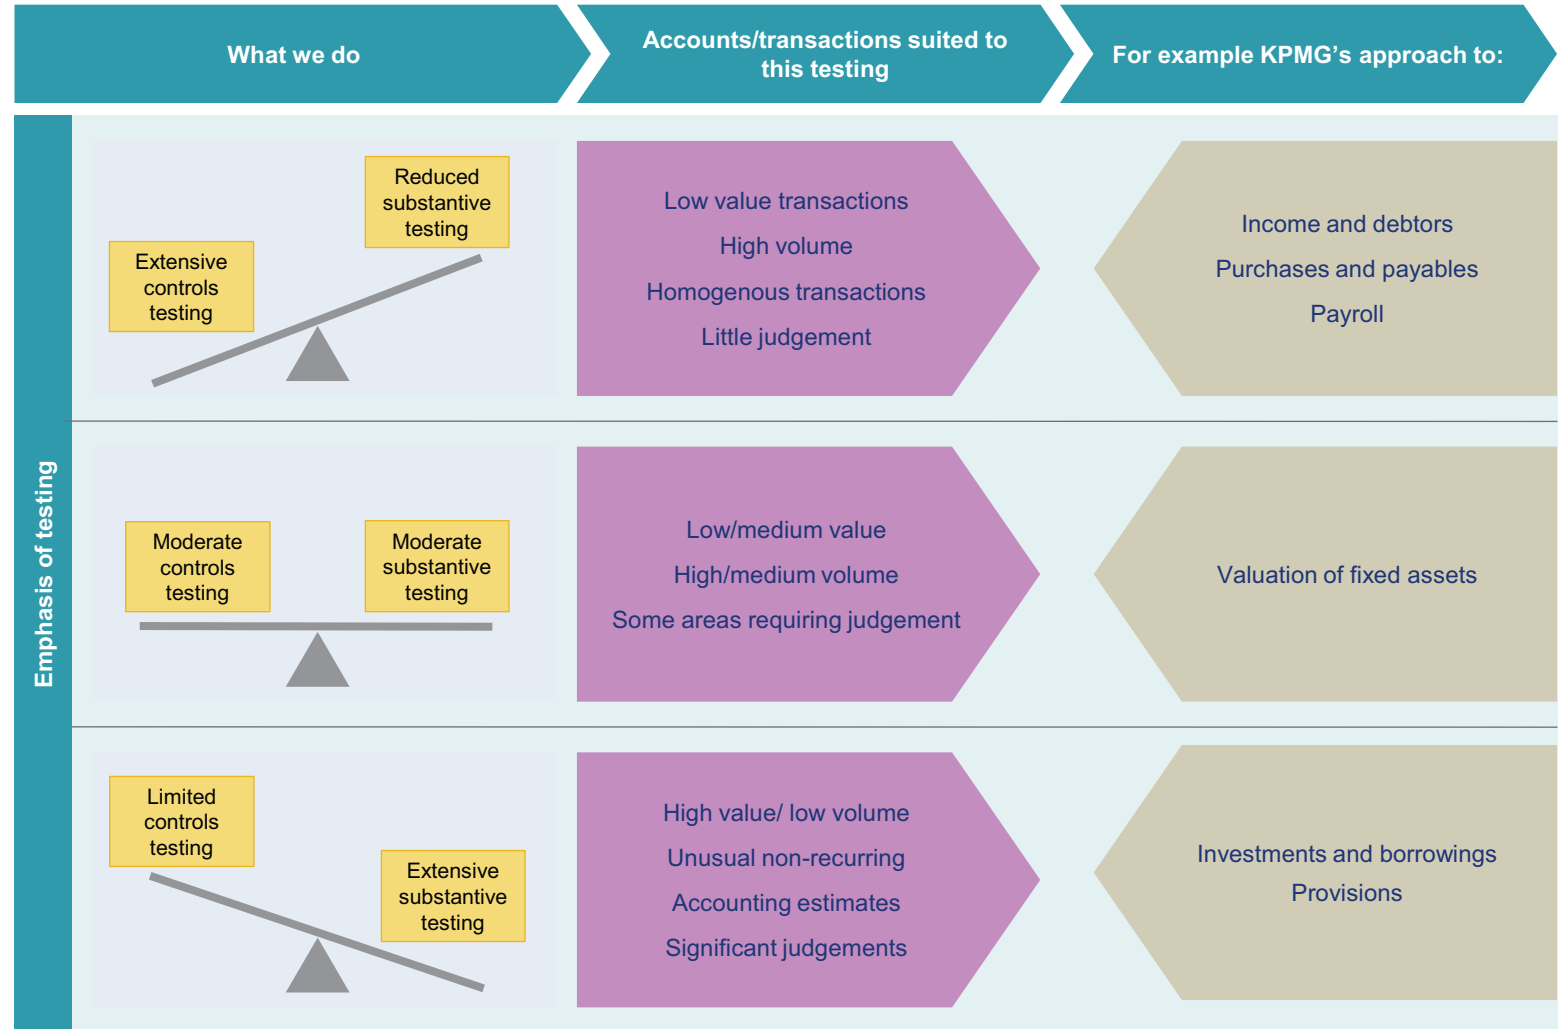 What we do
Accounts/transactions suited to
this testing
For example KPMG's approach to:
Emphasis of testing
Extensive
controls
testing
Reduced
substantive
testing
Low value transactions
High volume
Homogenous transactions
Little judgement
Income and debtors
Purchases and payables
Payroll
Moderate
controls
testing
Moderate
substantive
testing
Low/medium value
High/medium volume
Some areas requiring judgement
Valuation of fixed assets
Limited
controls
testing
Extensive
substantive
testing
High value/ low volume
Unusual non-recurring
Accounting estimates
Significant judgements
Investments and borrowings
Provisions